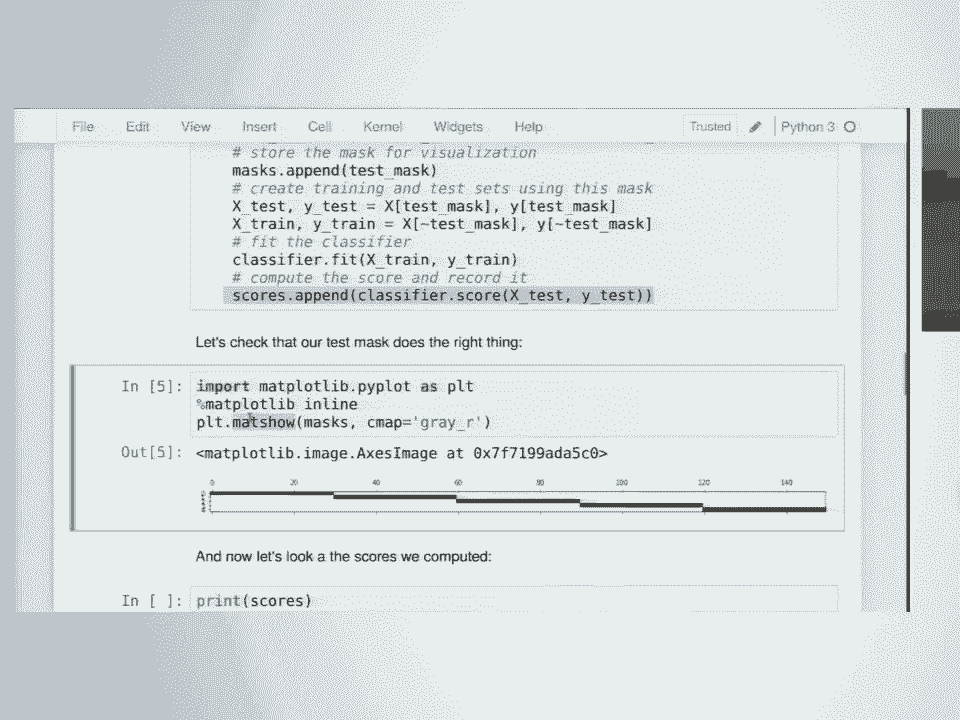 File Edit View Insert Cell Kernel Widgets Help Trusted Python 3
# store the mask for visualization
masks.append(test_mask)
# create training and test sets using this mask
X_test, y_test = X[test_mask], y[test_mask]
X_train, y_train = X[~test_mask], y[~test_mask]
# fit the classifier
classifier.fit(X_train, y_train)
# compute the score and record it
scores.append(classifier.score(X_test, y_test))
Let's check that our test mask does the right thing:
In [5]: import matplotlib.pyplot as plt
%matplotlib inline
plt.matshow(masks, cmap='gray_r')
Out[5]: <matplotlib.image.AxesImage at 0x7f7199ada5c0>
0 20 40 60 80 100 120 140
And now let's look a the scores we computed:
In [ ]: print(scores)